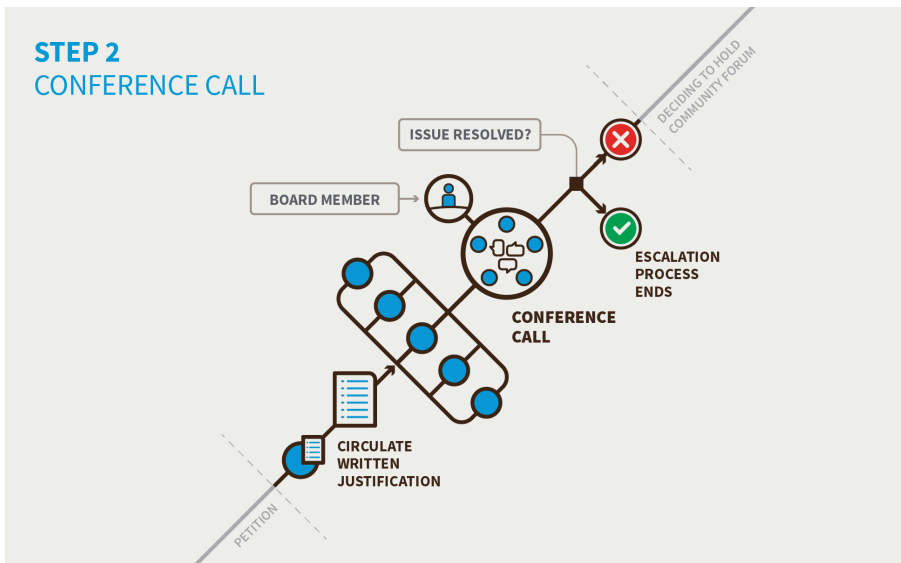 STEP 2
CONFERENCE CALL
DECIDING TO HOLD
COMMUNITY FORUM
ISSUE RESOLVED?
BOARD MEMBER
ESCALATION
PROCESS
ENDS
CONFERENCE
CALL
CIRCULATE
WRITTEN
JUSTIFICATION
PETITION